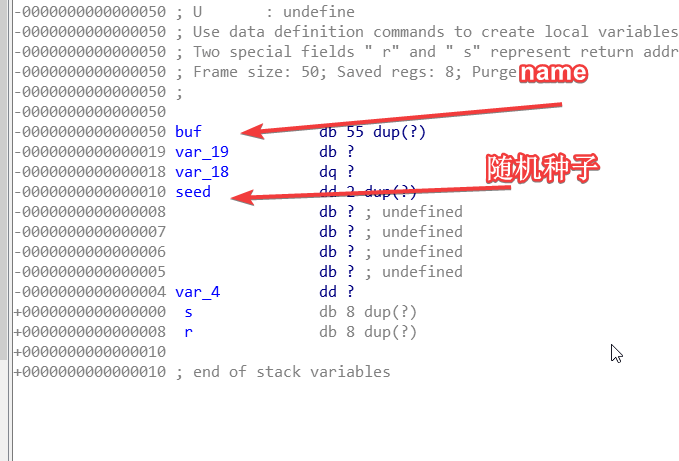 -0000000000000050 ; U       : undefine
-0000000000000050 ; Use data definition commands to create local variables
-0000000000000050 ; Two special fields " r" and " s" represent return addr
-0000000000000050 ; Frame size: 50; Saved regs: 8; Purge name
-0000000000000050 ;
-0000000000000050
-0000000000000050 buf             db 55 dup(?)
-0000000000000019 var_19          db ?
-0000000000000018 var_18          dq ?
随机种子
-0000000000000010 seed            dd 2 dup(?)
-0000000000000008                 db ? ; undefined
-0000000000000007                 db ? ; undefined
-0000000000000006                 db ? ; undefined
-0000000000000005                 db ? ; undefined
-0000000000000004 var_4           dd ?
+0000000000000000  s              db 8 dup(?)
+0000000000000008  r              db 8 dup(?)
+0000000000000010
+0000000000000010 ; end of stack variables